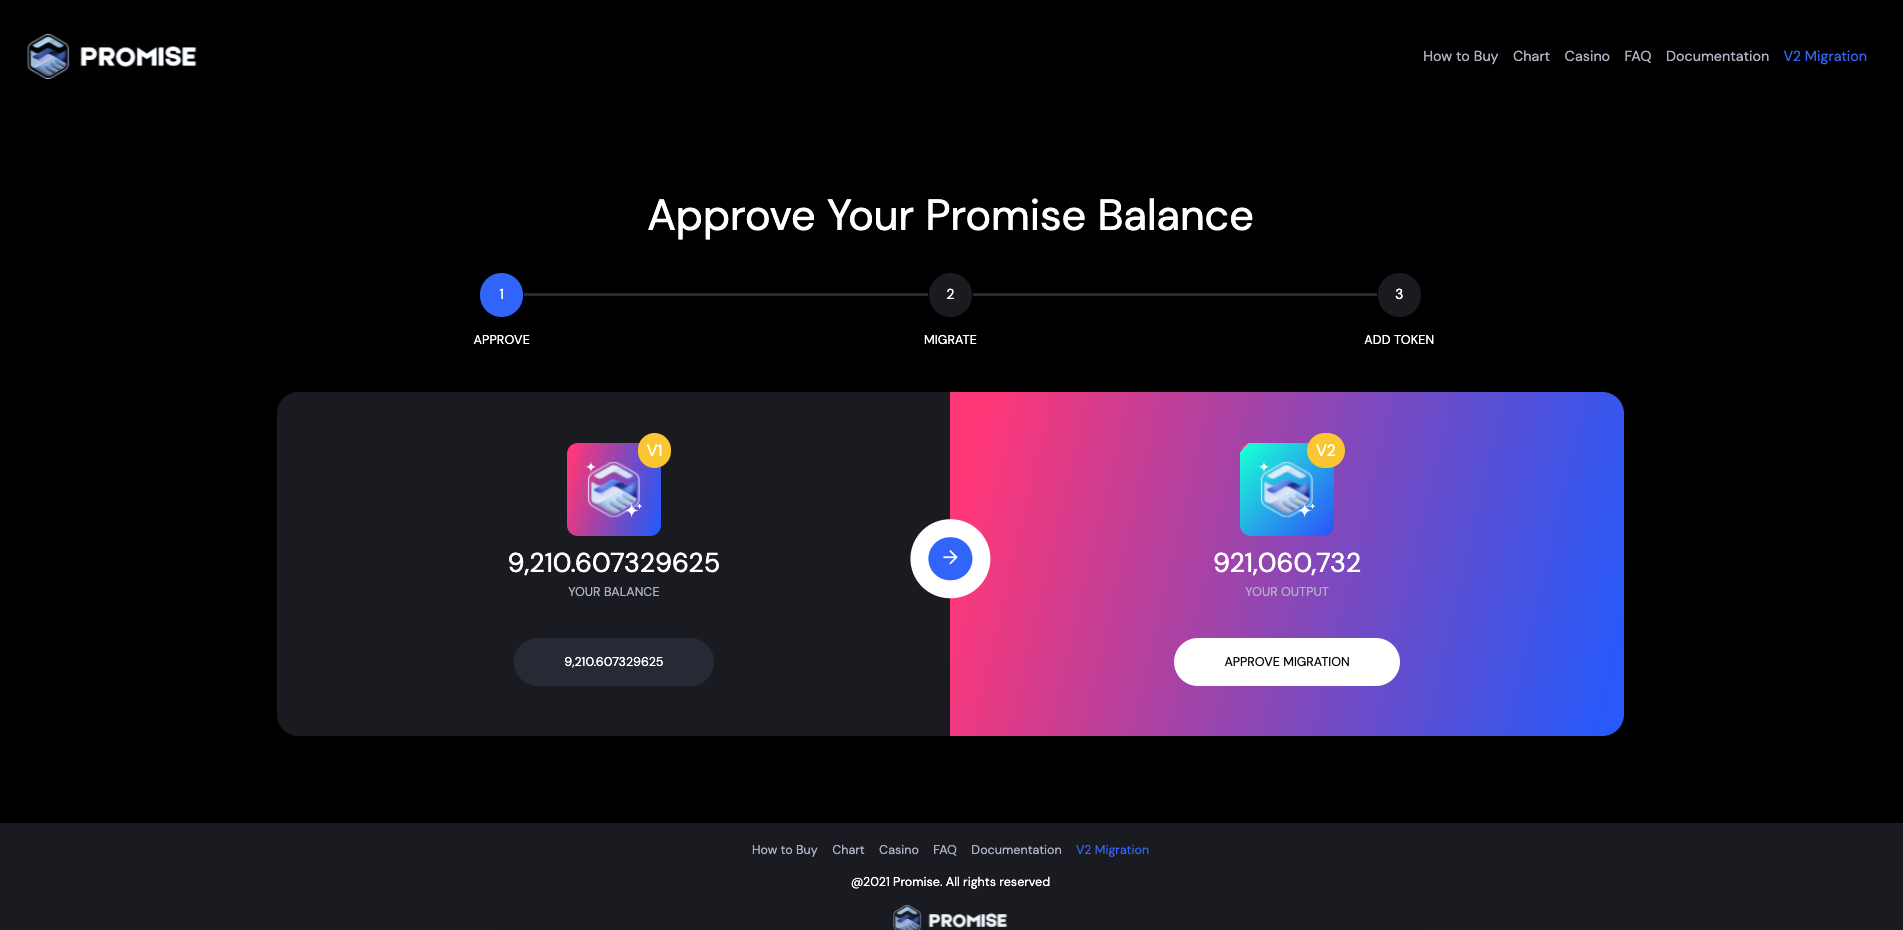 PROMISE
How to Buy Chart Casino FAQ Documentation V2 Migration
Approve Your Promise Balance
1 2 3
APPROVE MIGRATE ADD TOKEN
V1 V2
9,210.607329625 921,060,732
YOUR BALANCE YOUR OUTPUT
9,210.607329625 APPROVE MIGRATION
How to Buy Chart Casino FAQ Documentation V2 Migration
@2021 Promise. All rights reserved
PROMISE